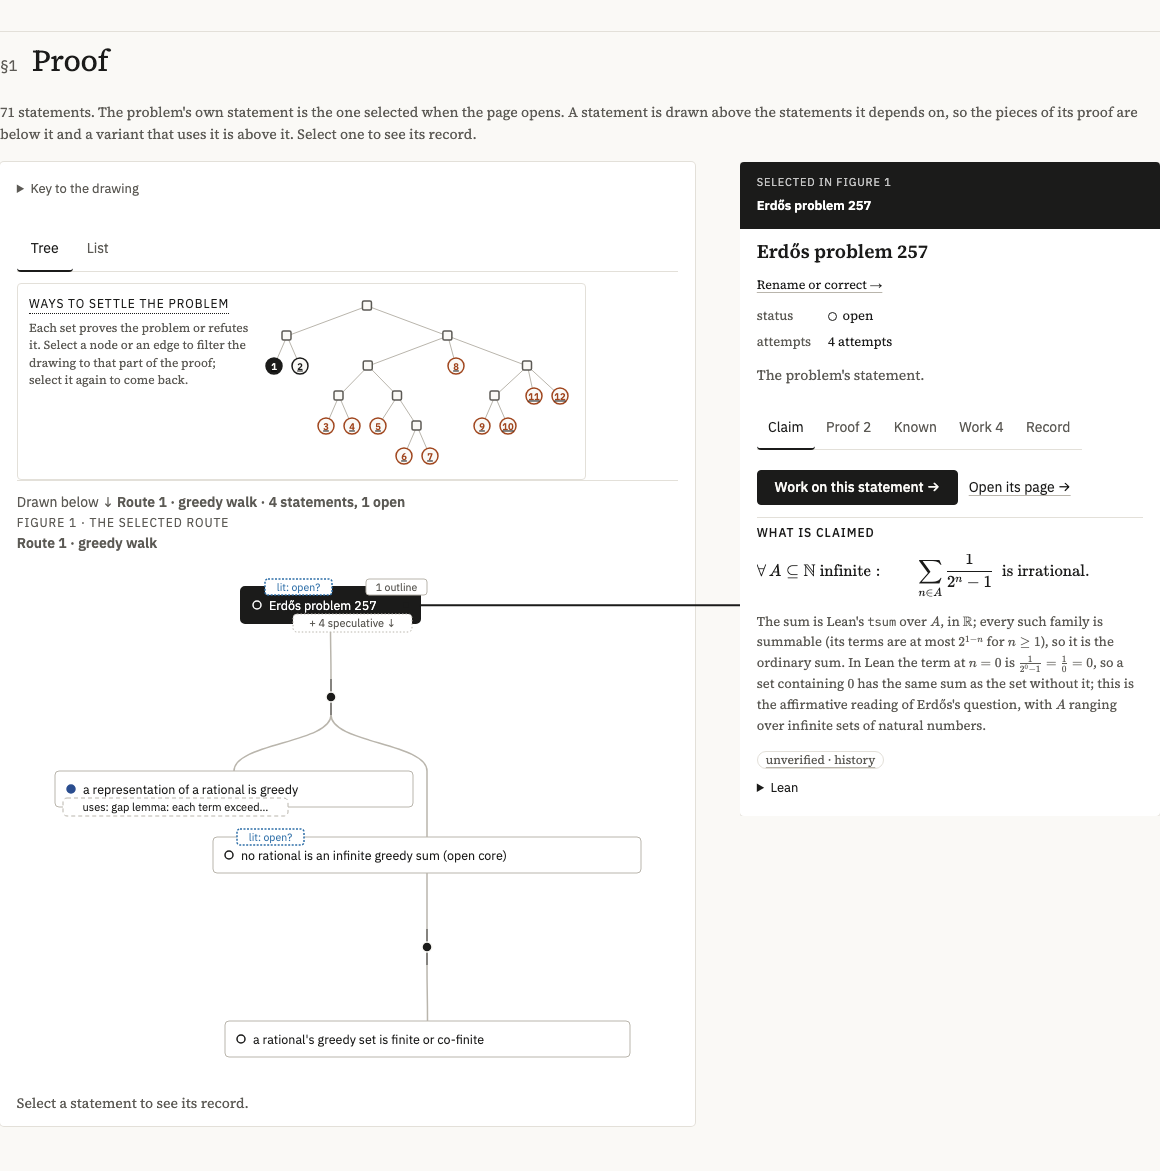 §1 Proof
71 statements. The problem's own statement is the one selected when the page opens. A statement is drawn above the statements it depends on, so the pieces of its proof are
below it and a variant that uses it is above it. Select one to see its record.
▶ Key to the drawing
Tree List
WAYS TO SETTLE THE PROBLEM
Each set proves the problem or refutes
it. Select a node or an edge to filter the
drawing to that part of the proof;
select it again to come back.
1 2 8
11 12
3 4 5 9 10
6 7
Drawn below ↓ Route 1 · greedy walk · 4 statements, 1 open
FIGURE 1 · THE SELECTED ROUTE
Route 1 · greedy walk
lit: open? 1 outline
Erdős problem 257
+ 4 speculative ↓
a representation of a rational is greedy
uses: gap lemma: each term exceed...
lit: open?
no rational is an infinite greedy sum (open core)
a rational's greedy set is finite or co-finite
Select a statement to see its record.
SELECTED IN FIGURE 1
Erdős problem 257
Erdős problem 257
Rename or correct →
status open
attempts 4 attempts
The problem's statement.
Claim Proof 2 Known Work 4 Record
Work on this statement → Open its page →
WHAT IS CLAIMED
∀ A ⊆ ℕ infinite : ∑_{n∈A} 1/(2ⁿ − 1) is irrational.
The sum is Lean's tsum over A, in ℝ; every such family is
summable (its terms are at most 2^{1−n} for n ≥ 1), so it is the
ordinary sum. In Lean the term at n = 0 is 1/(2⁰−1) = 1/0 = 0, so a
set containing 0 has the same sum as the set without it; this is
the affirmative reading of Erdős's question, with A ranging
over infinite sets of natural numbers.
unverified · history
▶ Lean